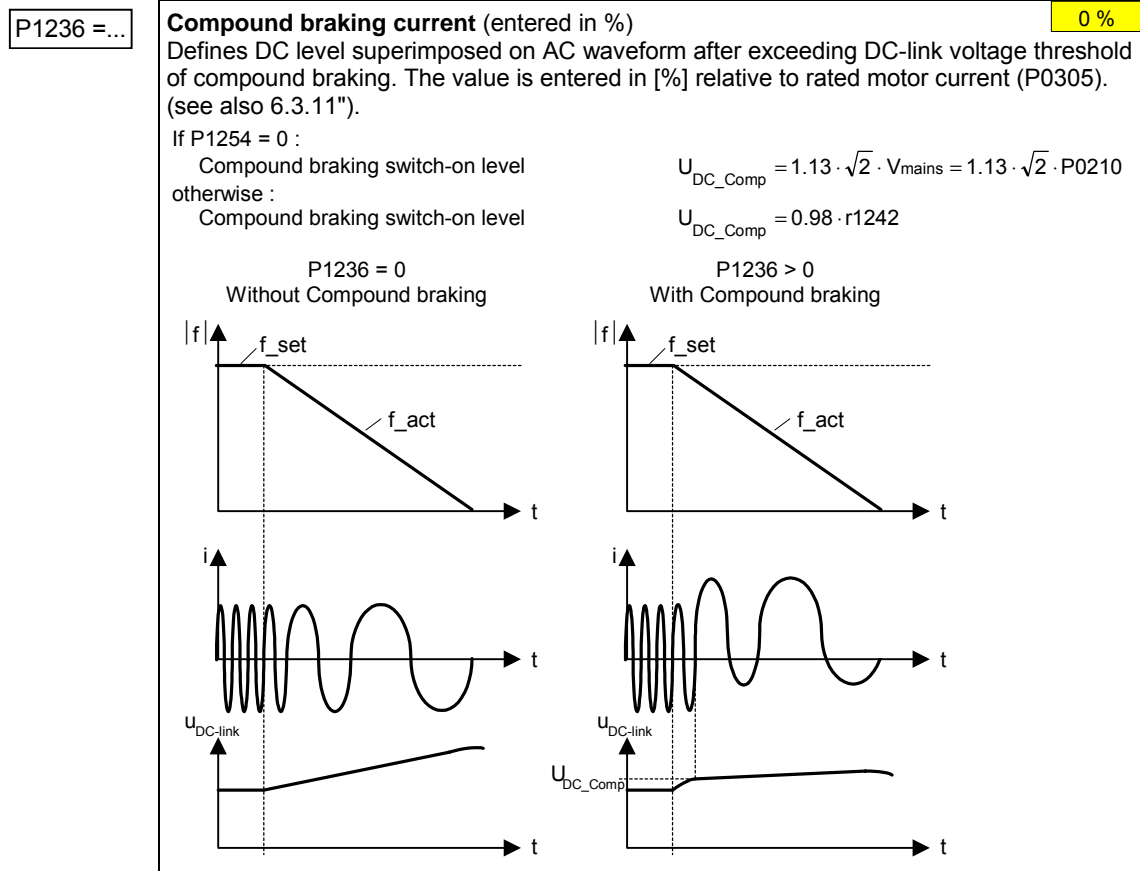 P1236 =...
Compound braking current (entered in %)
0 %
Defines DC level superimposed on AC waveform after exceeding DC-link voltage threshold
of compound braking. The value is entered in [%] relative to rated motor current (P0305).
(see also 6.3.11").
If P1254 = 0 :
Compound braking switch-on level
U_DC_Comp = 1.13 · √2 · Vmains = 1.13 · √2 · P0210
otherwise :
Compound braking switch-on level
U_DC_Comp = 0.98 · r1242
P1236 = 0
Without Compound braking
P1236 > 0
With Compound braking
|f|
f_set
f_act
t
|f|
f_set
f_act
t
i
t
i
t
u_DC-link
t
u_DC-link
U_DC_Comp
t